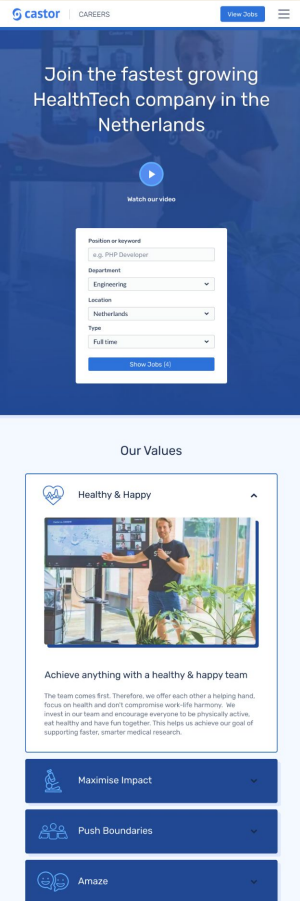 castor
CAREERS
View Jobs
Join the fastest growing
HealthTech company in the
Netherlands
Watch our video
Position or keyword
e.g. PHP Developer
Department
Engineering
Location
Netherlands
Type
Full time
Show Jobs (4)
Our Values
Healthy & Happy
Achieve anything with a healthy & happy team
The team comes first. Therefore, we offer each other a helping hand,
focus on health and don't compromise work-life harmony. We
invest in our team and encourage everyone to be physically active,
eat healthy and have fun together. This helps us achieve our goal of
supporting faster, smarter medical research.
Maximise Impact
Push Boundaries
Amaze